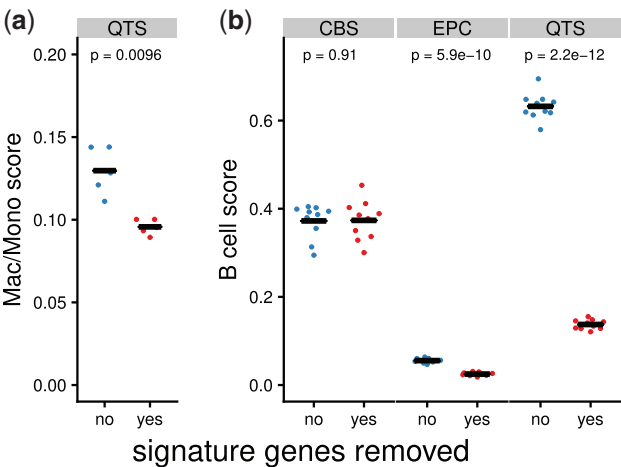 (a)
QTS
p = 0.0096
Mac/Mono score
0.20
0.15
0.10
0.05
0.00
no yes
(b)
CBS EPC QTS
p = 0.91 p = 5.9e−10 p = 2.2e−12
B cell score
0.6
0.4
0.2
0.0
no yes no yes no yes
signature genes removed